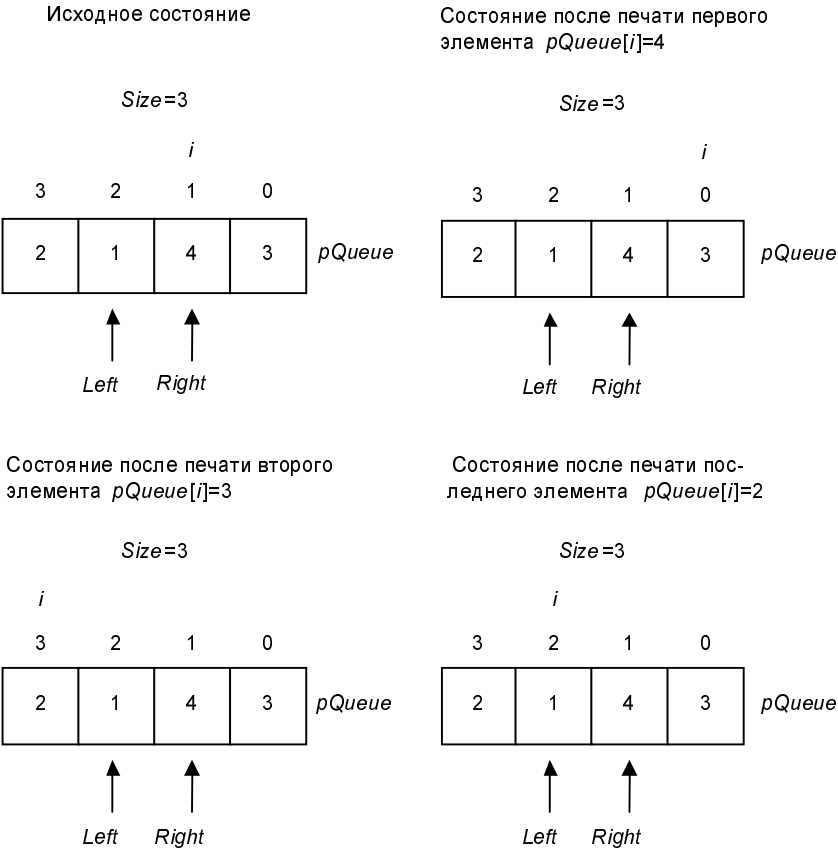 Исходное состояние
Size=3
i
3 2 1 0
2 1 4 3 pQueue
Left Right
Состояние после печати первого
элемента pQueue[i]=4
Size=3
i
3 2 1 0
2 1 4 3 pQueue
Left Right
Состояние после печати второго
элемента pQueue[i]=3
Size=3
i
3 2 1 0
2 1 4 3 pQueue
Left Right
Состояние после печати пос-
леднего элемента pQueue[i]=2
Size=3
i
3 2 1 0
2 1 4 3 pQueue
Left Right